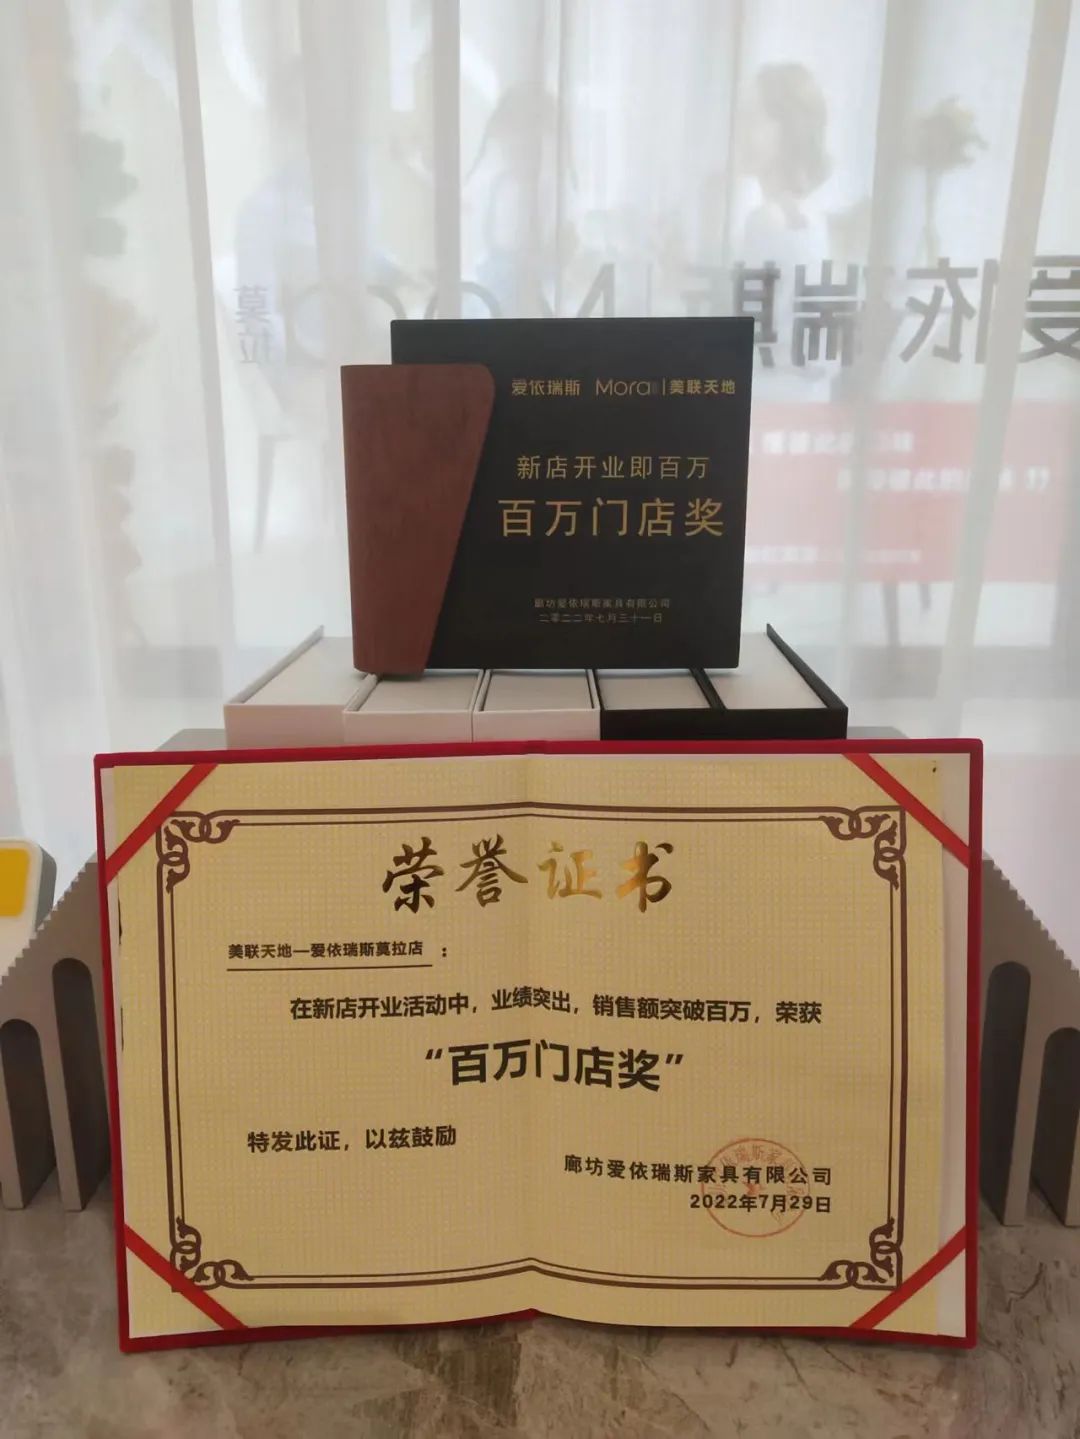 爱依瑞斯 Mora | 美联天地
新店开业即百万
百万门店奖
廊坊爱依瑞斯家具有限公司
二零二二年七月三十一日
莫拉
爱依瑞斯
荣誉证书
美联天地—爱依瑞斯莫拉店：
在新店开业活动中，业绩突出，销售额突破百万，荣获
“百万门店奖”
特发此证，以兹鼓励
廊坊爱依瑞斯家具有限公司
2022年7月29日